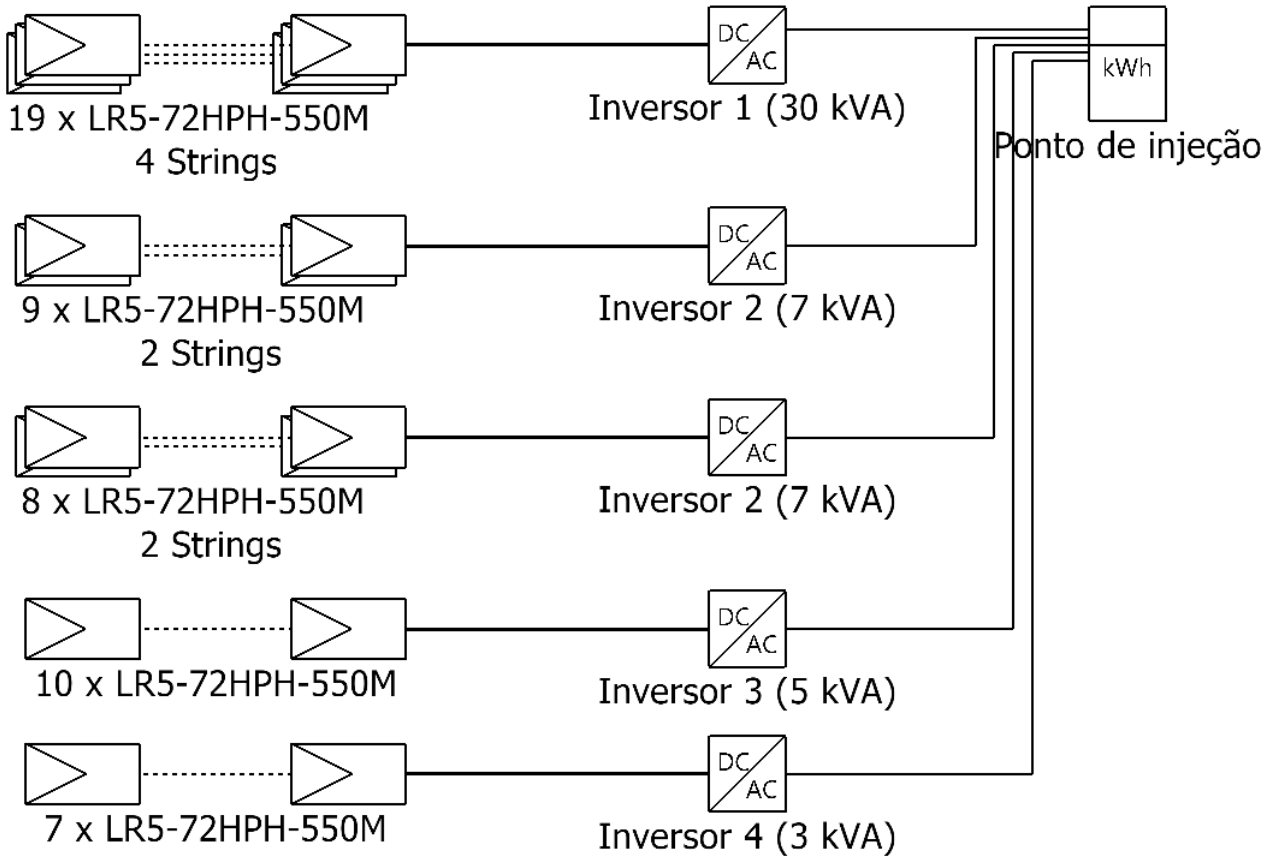 DC
AC
kWh
19 x LR5-72HPH-550M
4 Strings
Inversor 1 (30 kVA)
Ponto de injeção
DC
AC
9 x LR5-72HPH-550M
2 Strings
Inversor 2 (7 kVA)
DC
AC
8 x LR5-72HPH-550M
2 Strings
Inversor 2 (7 kVA)
DC
AC
10 x LR5-72HPH-550M
Inversor 3 (5 kVA)
DC
AC
7 x LR5-72HPH-550M
Inversor 4 (3 kVA)